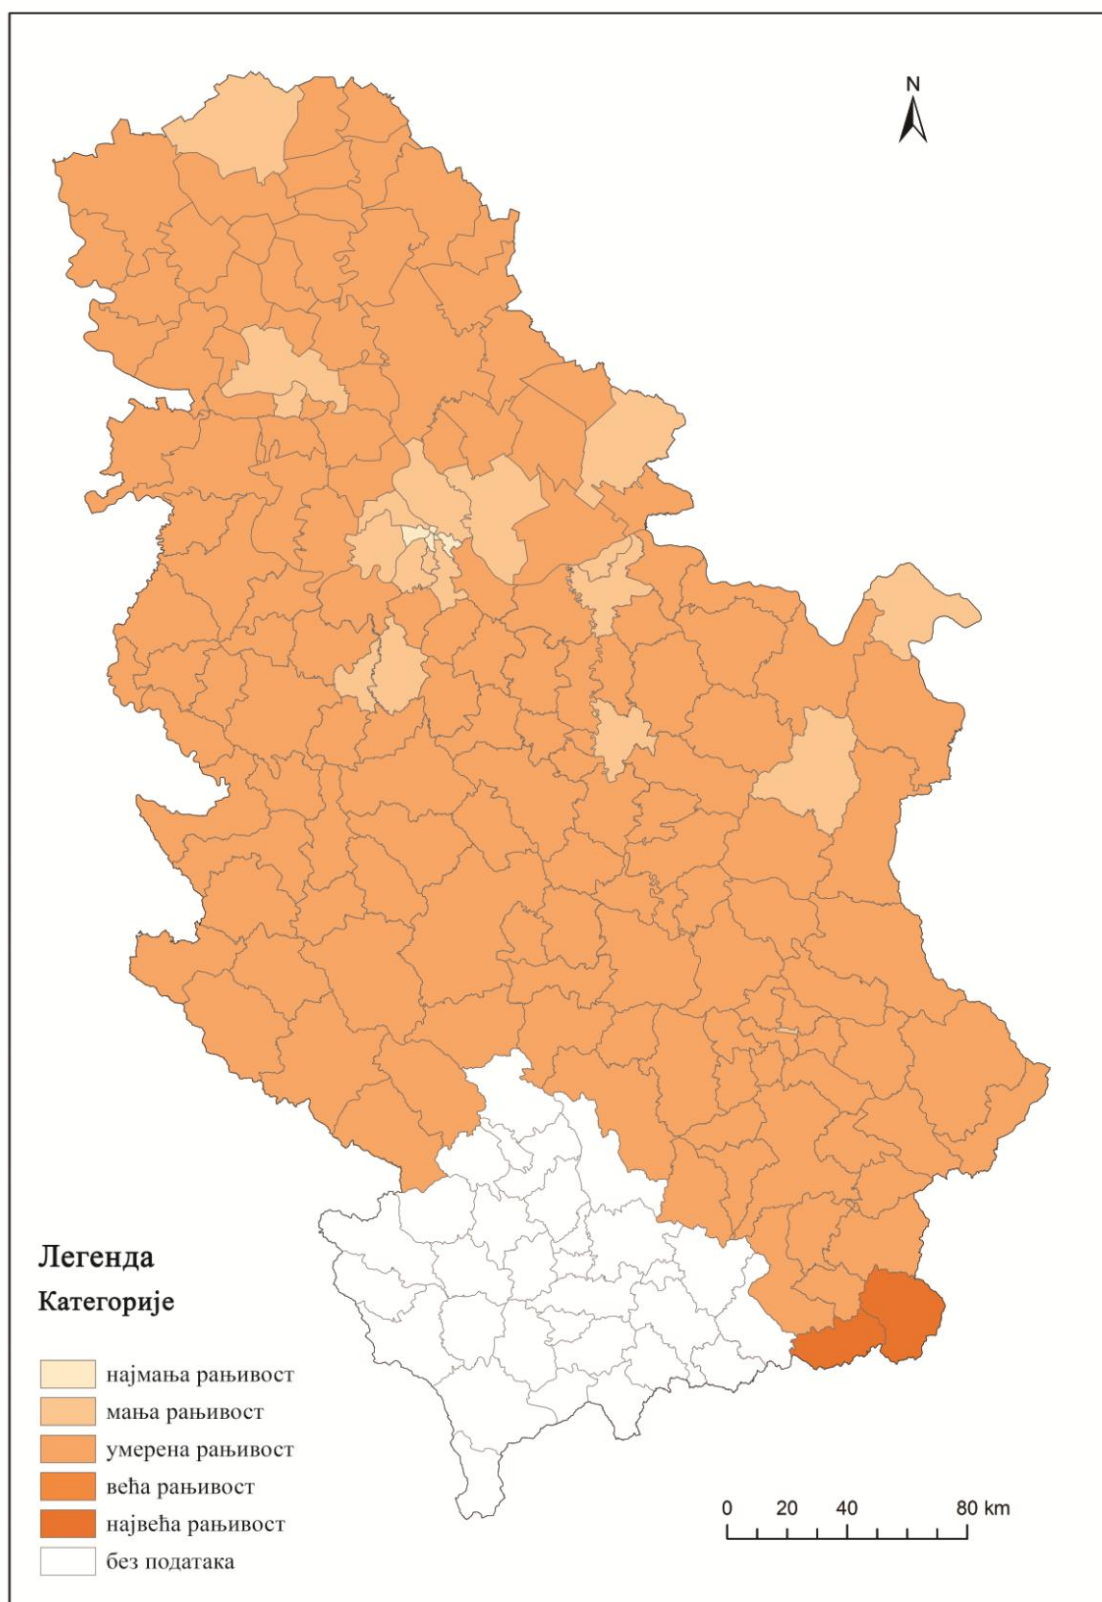 N
Легенда
Категорије
најмања рањивост
мања рањивост
умерена рањивост
већа рањивост
највећа рањивост
без података
0 20 40 80 km